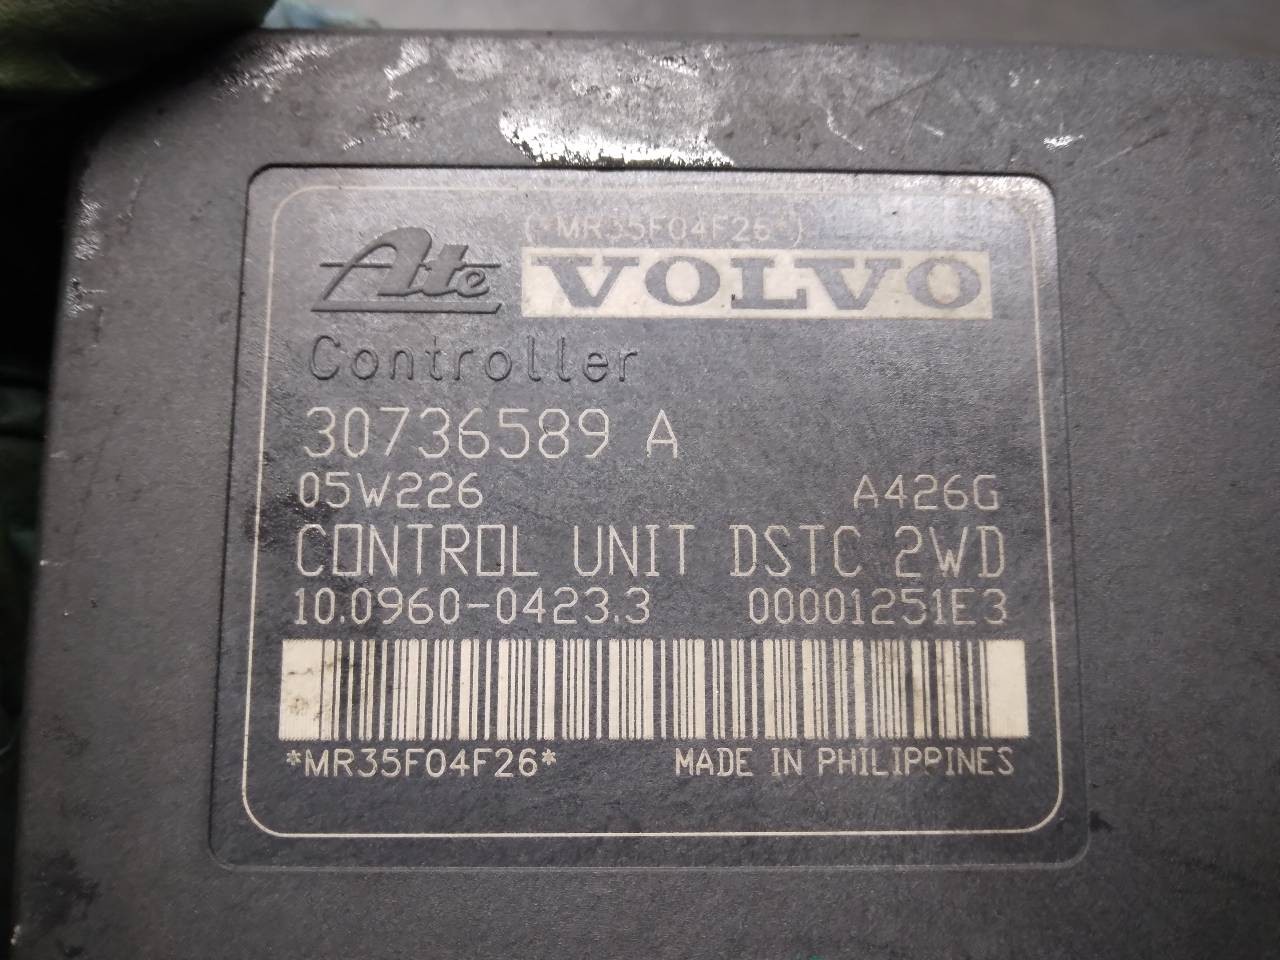 (*MR35F04F26*)
Ate VOLVO
Controller
30736589 A
05W226 A426G
CONTROL UNIT DSTC 2WD
10.0960-0423.3 00001251E3
*MR35F04F26* MADE IN PHILIPPINES